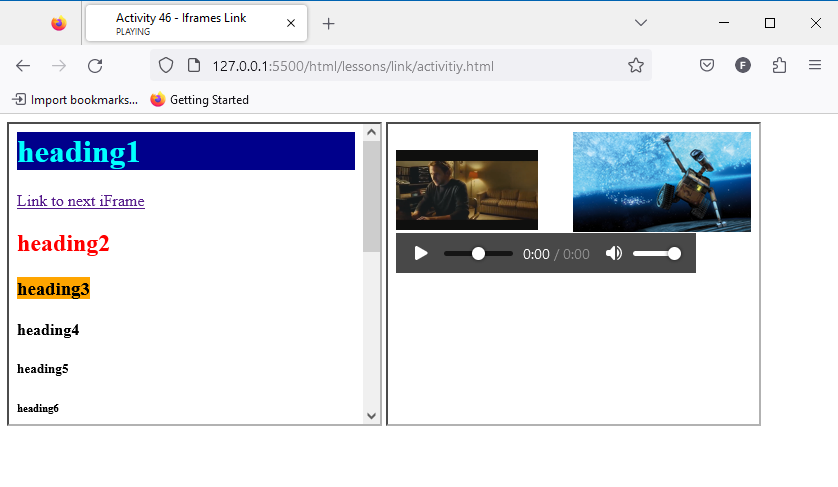 Activity 46 - Iframes Link
PLAYING
127.0.0.1:5500/html/lessons/link/activitiy.html
F
Import bookmarks...
Getting Started
heading1
Link to next iFrame
heading2
heading3
heading4
heading5
heading6
0:00 / 0:00